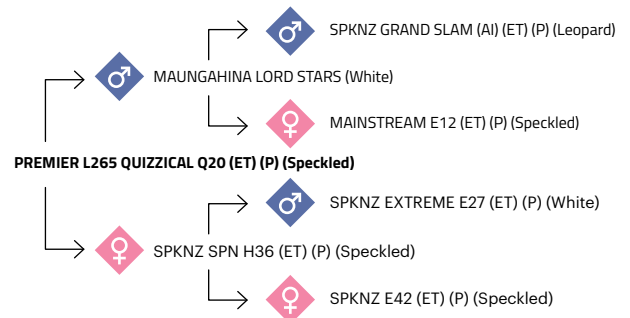 SPKNZ GRAND SLAM (AI) (ET) (P) (Leopard)
MAUNGAHINA LORD STARS (White)
MAINSTREAM E12 (ET) (P) (Speckled)
PREMIER L265 QUIZZICAL Q20 (ET) (P) (Speckled)
SPKNZ EXTREME E27 (ET) (P) (White)
SPKNZ SPN H36 (ET) (P) (Speckled)
SPKNZ E42 (ET) (P) (Speckled)